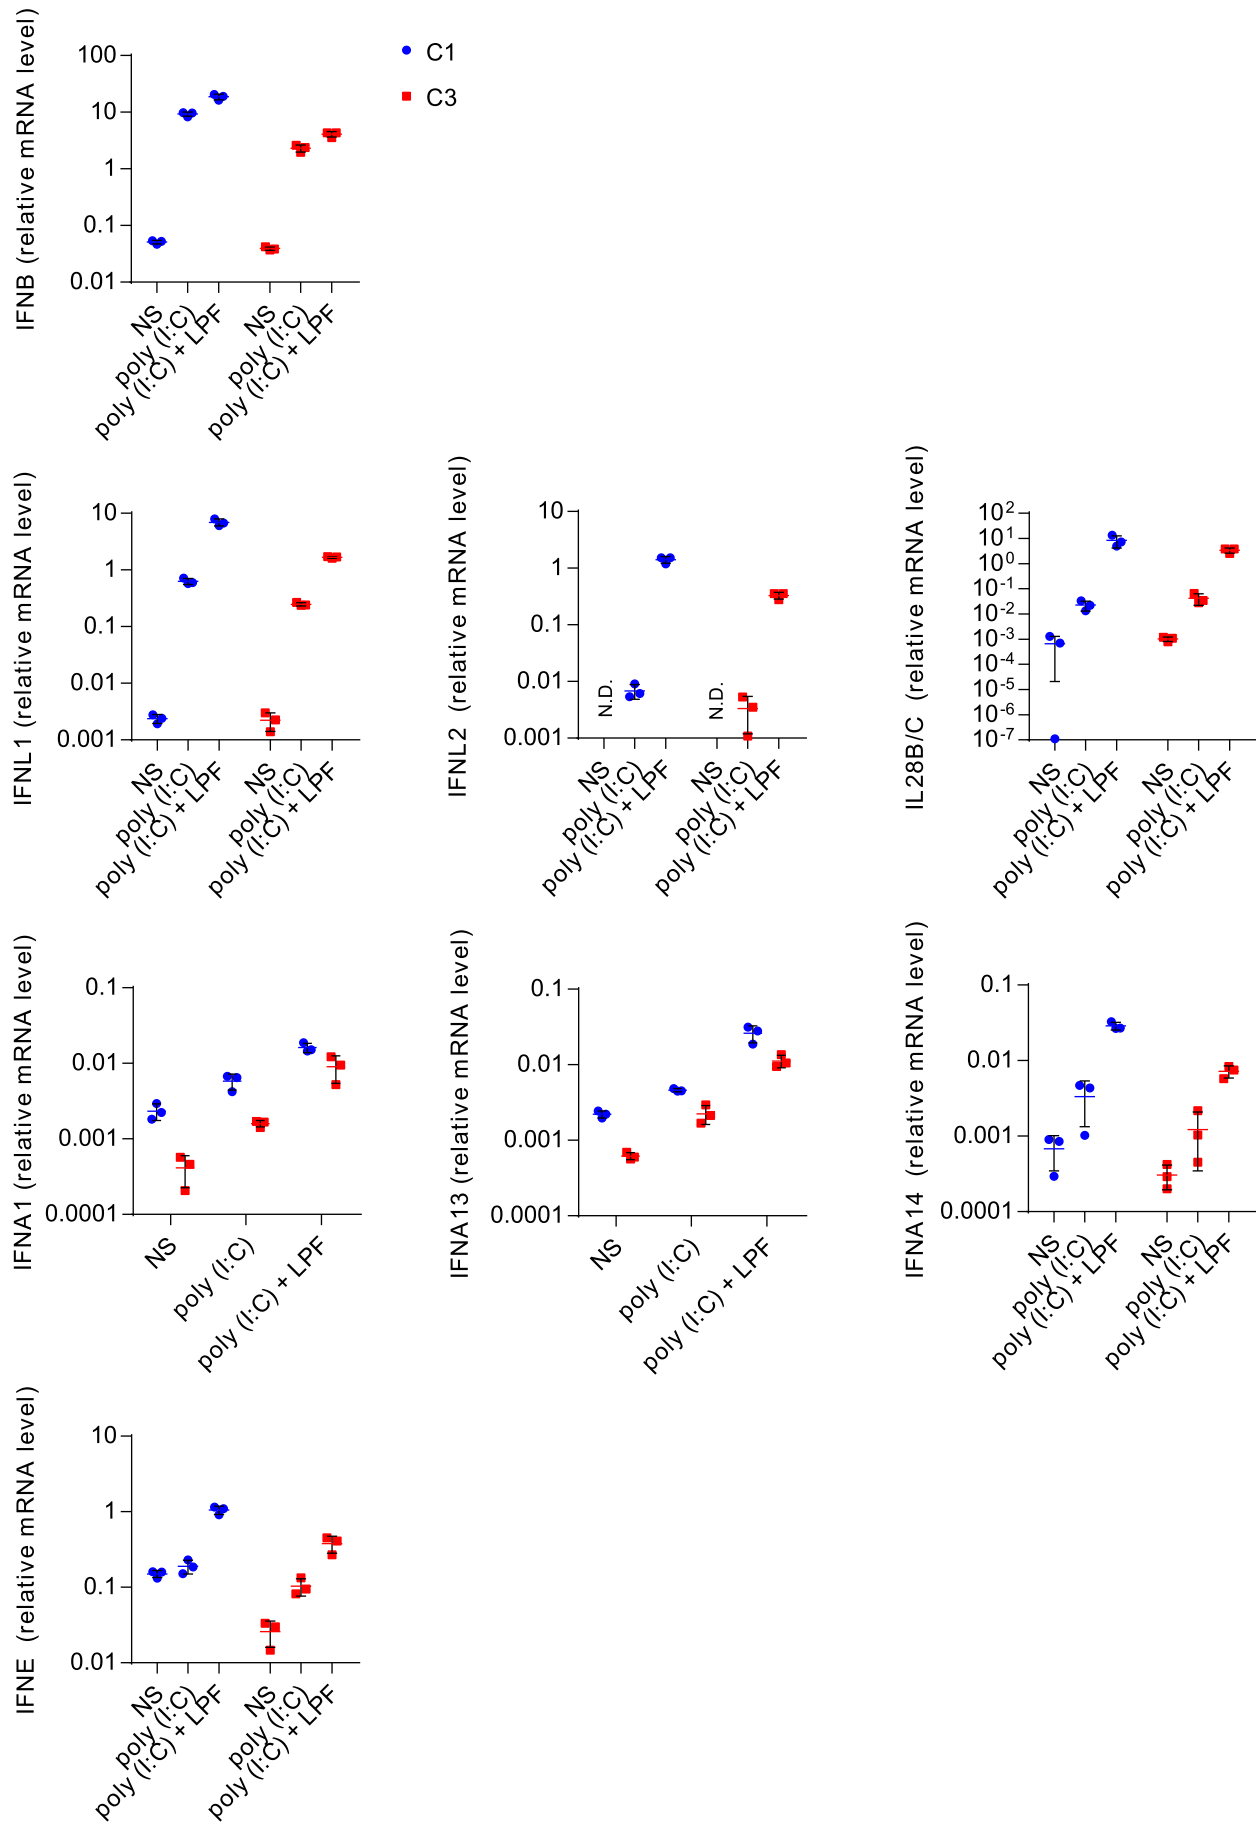 IFNB (relative mRNA level)
100
10
1
0.1
0.01
NS
poly (I:C)
poly (I:C) + LPF
NS
poly (I:C)
poly (I:C) + LPF
C1
C3
IFNL1 (relative mRNA level)
10
1
0.1
0.01
0.001
NS
poly (I:C)
poly (I:C) + LPF
NS
poly (I:C)
poly (I:C) + LPF
IFNL2 (relative mRNA level)
10
1
0.1
0.01
0.001
N.D.
N.D.
NS
poly (I:C)
poly (I:C) + LPF
NS
poly (I:C)
poly (I:C) + LPF
IL28B/C (relative mRNA level)
10²
10¹
10⁰
10⁻¹
10⁻²
10⁻³
10⁻⁴
10⁻⁵
10⁻⁶
10⁻⁷
NS
poly (I:C)
poly (I:C) + LPF
NS
poly (I:C)
poly (I:C) + LPF
IFNA1 (relative mRNA level)
0.1
0.01
0.001
0.0001
NS
poly (I:C)
poly (I:C) + LPF
IFNA13 (relative mRNA level)
0.1
0.01
0.001
0.0001
NS
poly (I:C)
poly (I:C) + LPF
IFNA14 (relative mRNA level)
0.1
0.01
0.001
0.0001
NS
poly (I:C)
poly (I:C) + LPF
NS
poly (I:C)
poly (I:C) + LPF
IFNE (relative mRNA level)
10
1
0.1
0.01
NS
poly (I:C)
poly (I:C) + LPF
NS
poly (I:C)
poly (I:C) + LPF